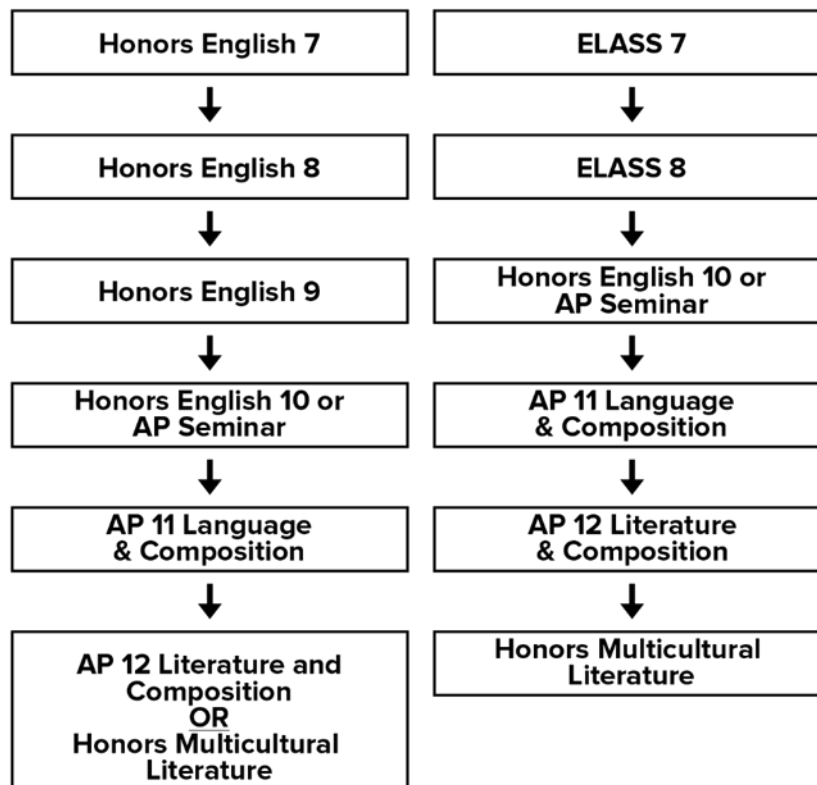 Honors English 7
Honors English 8
Honors English 9
Honors English 10 or
AP Seminar
AP 11 Language
& Composition
AP 12 Literature and
Composition
OR
Honors Multicultural
Literature
ELASS 7
ELASS 8
Honors English 10 or
AP Seminar
AP 11 Language
& Composition
AP 12 Literature
& Composition
Honors Multicultural
Literature